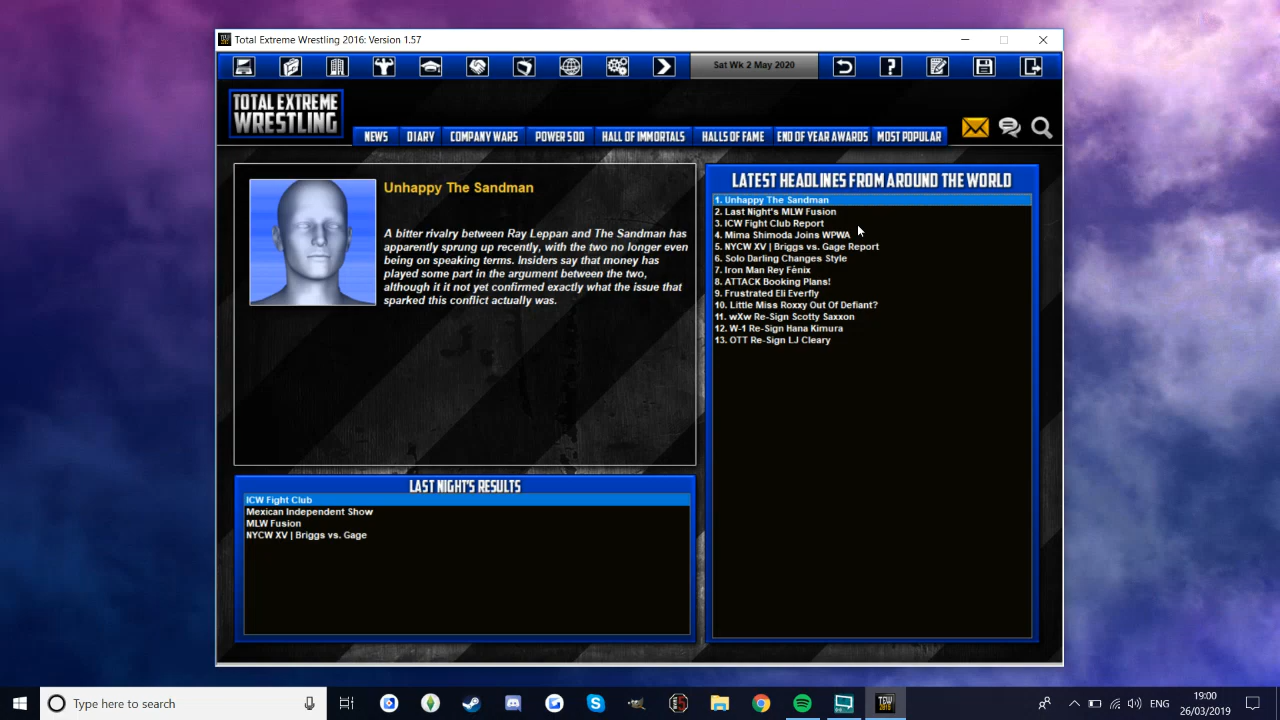 Total Extreme Wrestling 2016: Version 1.57
Sat Wk 2 May 2020
TOTAL EXTREME
WRESTLING
NEWS
DIARY
COMPANY WARS
POWER 500
HALL OF IMMORTALS
HALLS OF FAME
END OF YEAR AWARDS
MOST POPULAR
Unhappy The Sandman
A bitter rivalry between Ray Leppan and The Sandman has
apparently sprung up recently, with the two no longer even
being on speaking terms. Insiders say that money has
played some part in the argument between the two,
although it it not yet confirmed exactly what the issue that
sparked this conflict actually was.
LATEST HEADLINES FROM AROUND THE WORLD
1. Unhappy The Sandman
2. Last Night's MLW Fusion
3. ICW Fight Club Report
4. Mima Shimoda Joins WPWA
5. NYCW XV | Briggs vs. Gage Report
6. Solo Darling Changes Style
7. Iron Man Rey Fénix
8. ATTACK Booking Plans!
9. Frustrated Eli Everfly
10. Little Miss Roxxy Out Of Defiant?
11. wXw Re-Sign Scotty Saxxon
12. W-1 Re-Sign Hana Kimura
13. OTT Re-Sign LJ Cleary
LAST NIGHT'S RESULTS
ICW Fight Club
Mexican Independent Show
MLW Fusion
NYCW XV | Briggs vs. Gage
Type here to search
ENG
19:00
26/03/2019